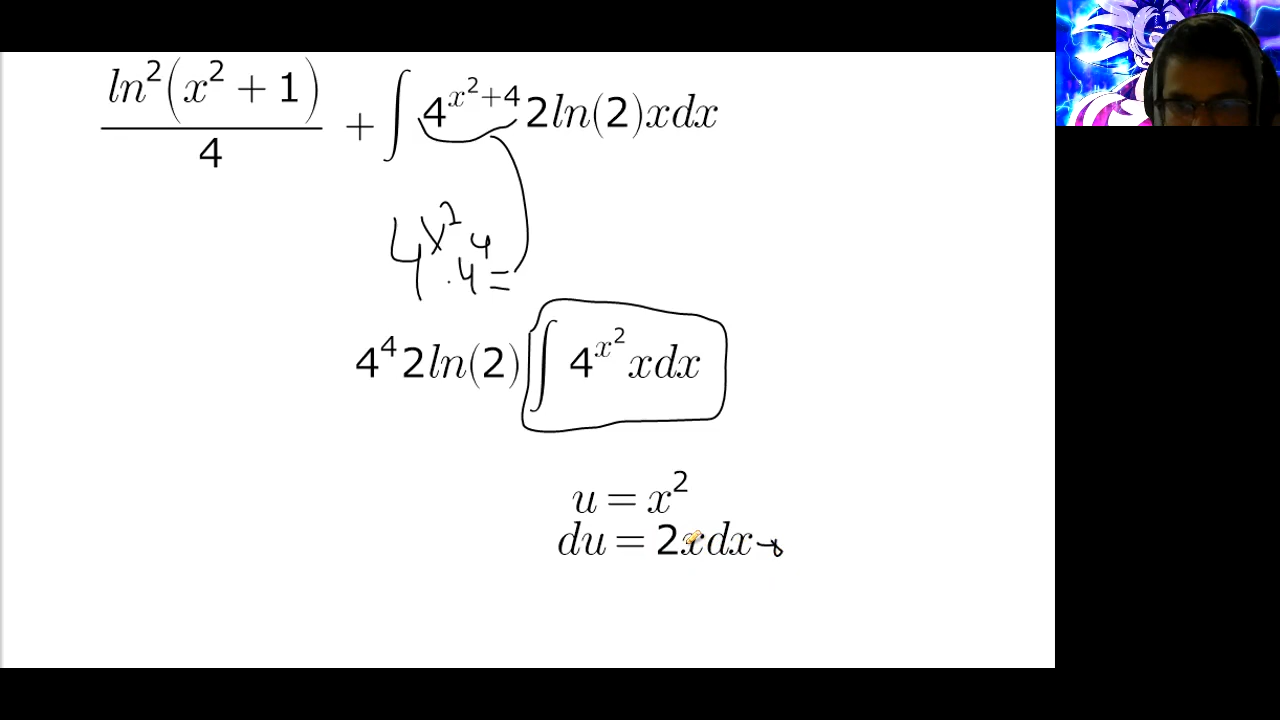 ln²(x² + 1)
4
+ ∫ 4^{x²+4} 2ln(2)xdx
4^{x²} . 4⁴ =
4⁴2ln(2) ∫ 4^{x²} xdx
u = x²
du = 2xdx